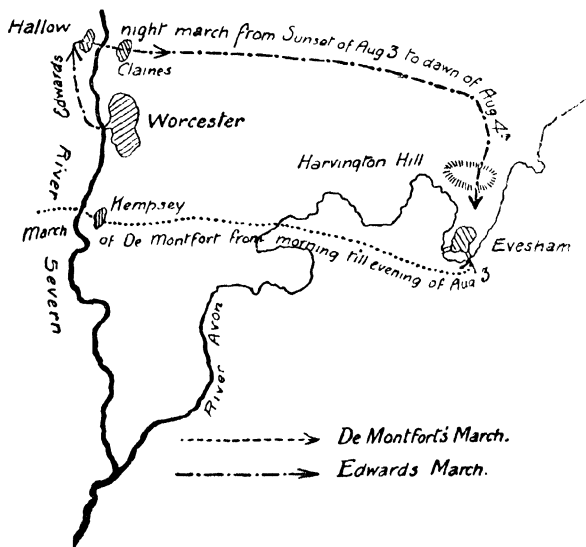 Hallow
night march from Sunset of Aug 3 to dawn of Aug 4th
Claines
Edwards
Worcester
River Severn
Harvington Hill
Kempsey
March of De Montfort from morning till evening of Aug 3
Evesham
River Avon
De Montfort's March.
Edwards March.